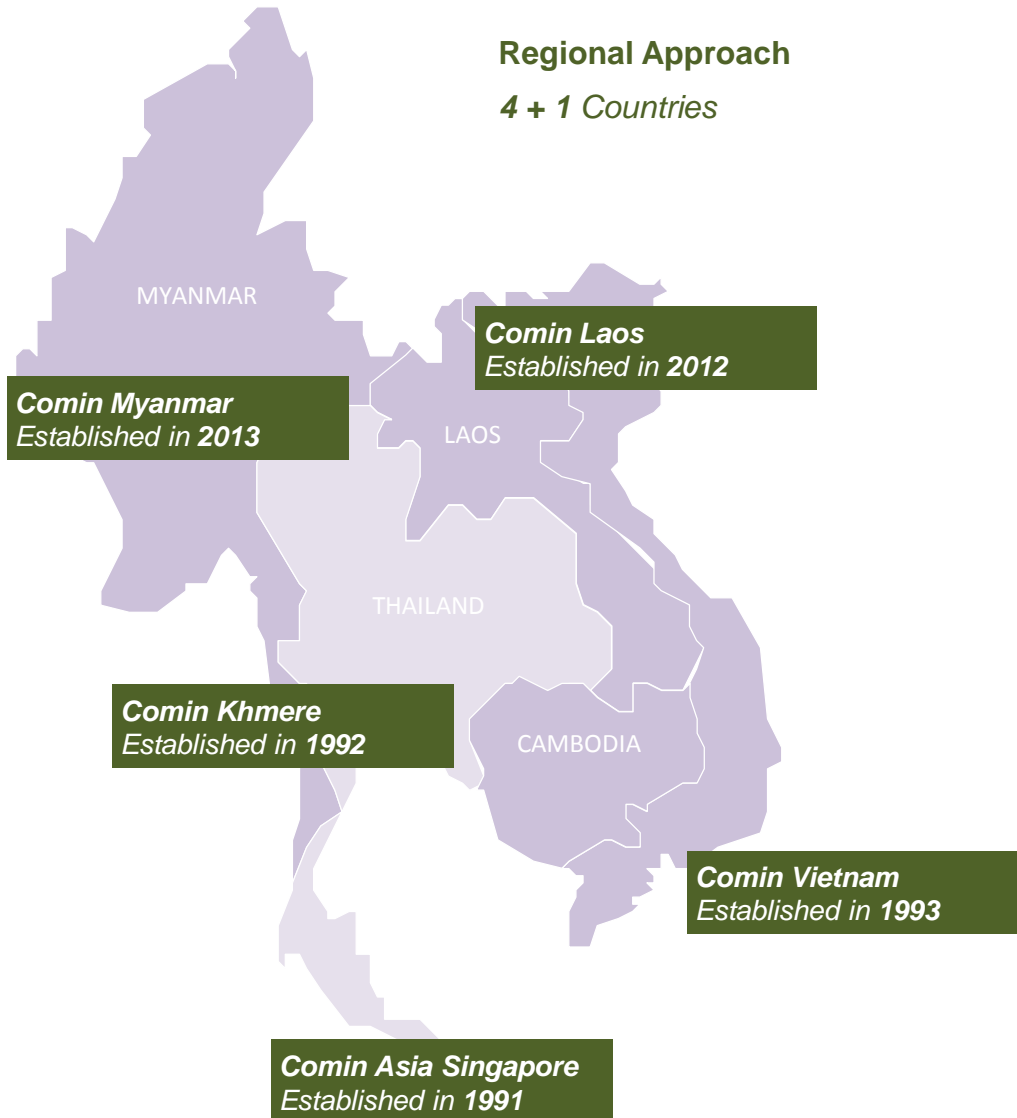 Regional Approach
4 + 1 Countries
MYANMAR
Comin Laos
Established in 2012
Comin Myanmar
Established in 2013
LAOS
THAILAND
Comin Khmere
Established in 1992
CAMBODIA
Comin Vietnam
Established in 1993
Comin Asia Singapore
Established in 1991